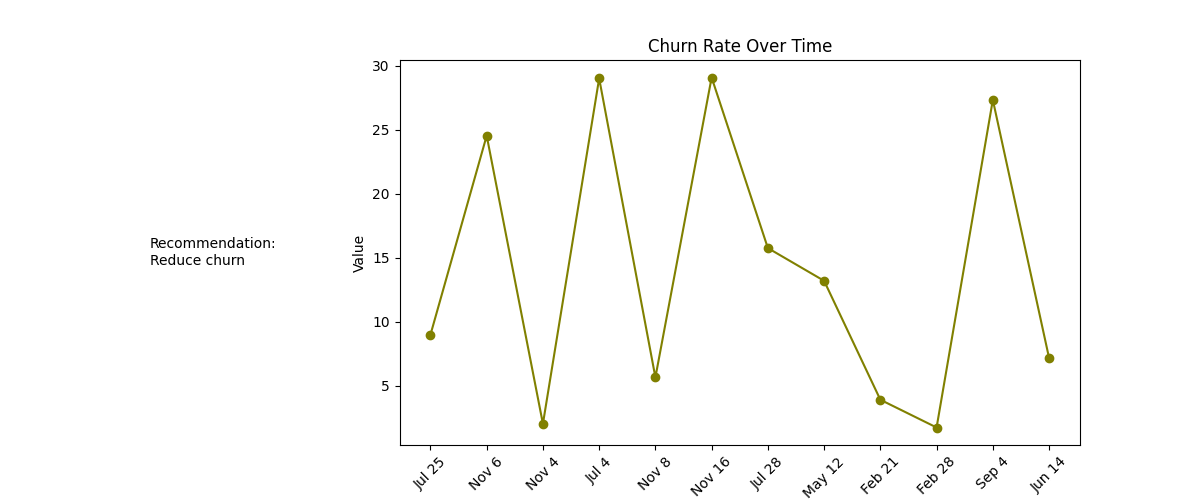 Churn Rate Over Time
Recommendation:
Reduce churn
Value
30
25
20
15
10
5
Jul 25
Nov 6
Nov 4
Jul 4
Nov 8
Nov 16
Jul 28
May 12
Feb 21
Feb 28
Sep 4
Jun 14